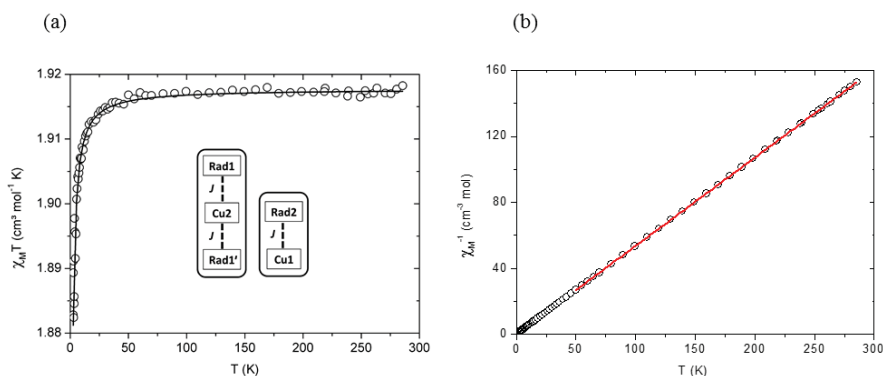 (a)
(b)
1.92
1.91
1.90
1.89
1.88
χMT (cm³ mol⁻¹ K)
Rad1
J
Cu2
J
Rad1'
Rad2
J
Cu1
0 50 100 150 200 250 300
T (K)
160
120
80
40
0
χM⁻¹ (cm⁻³ mol)
0 50 100 150 200 250 300
T (K)